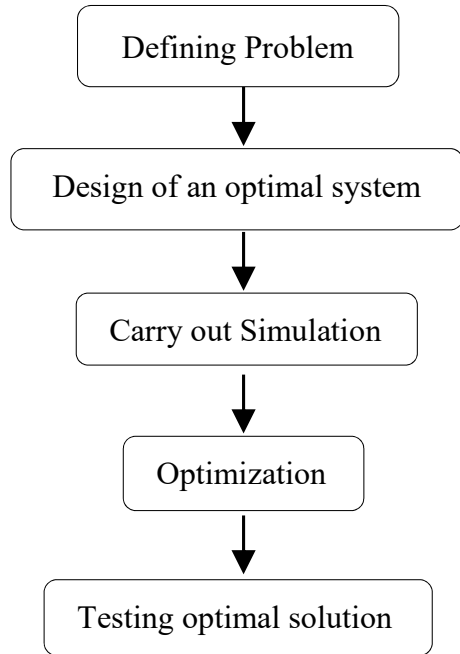 Defining Problem
Design of an optimal system
Carry out Simulation
Optimization
Testing optimal solution